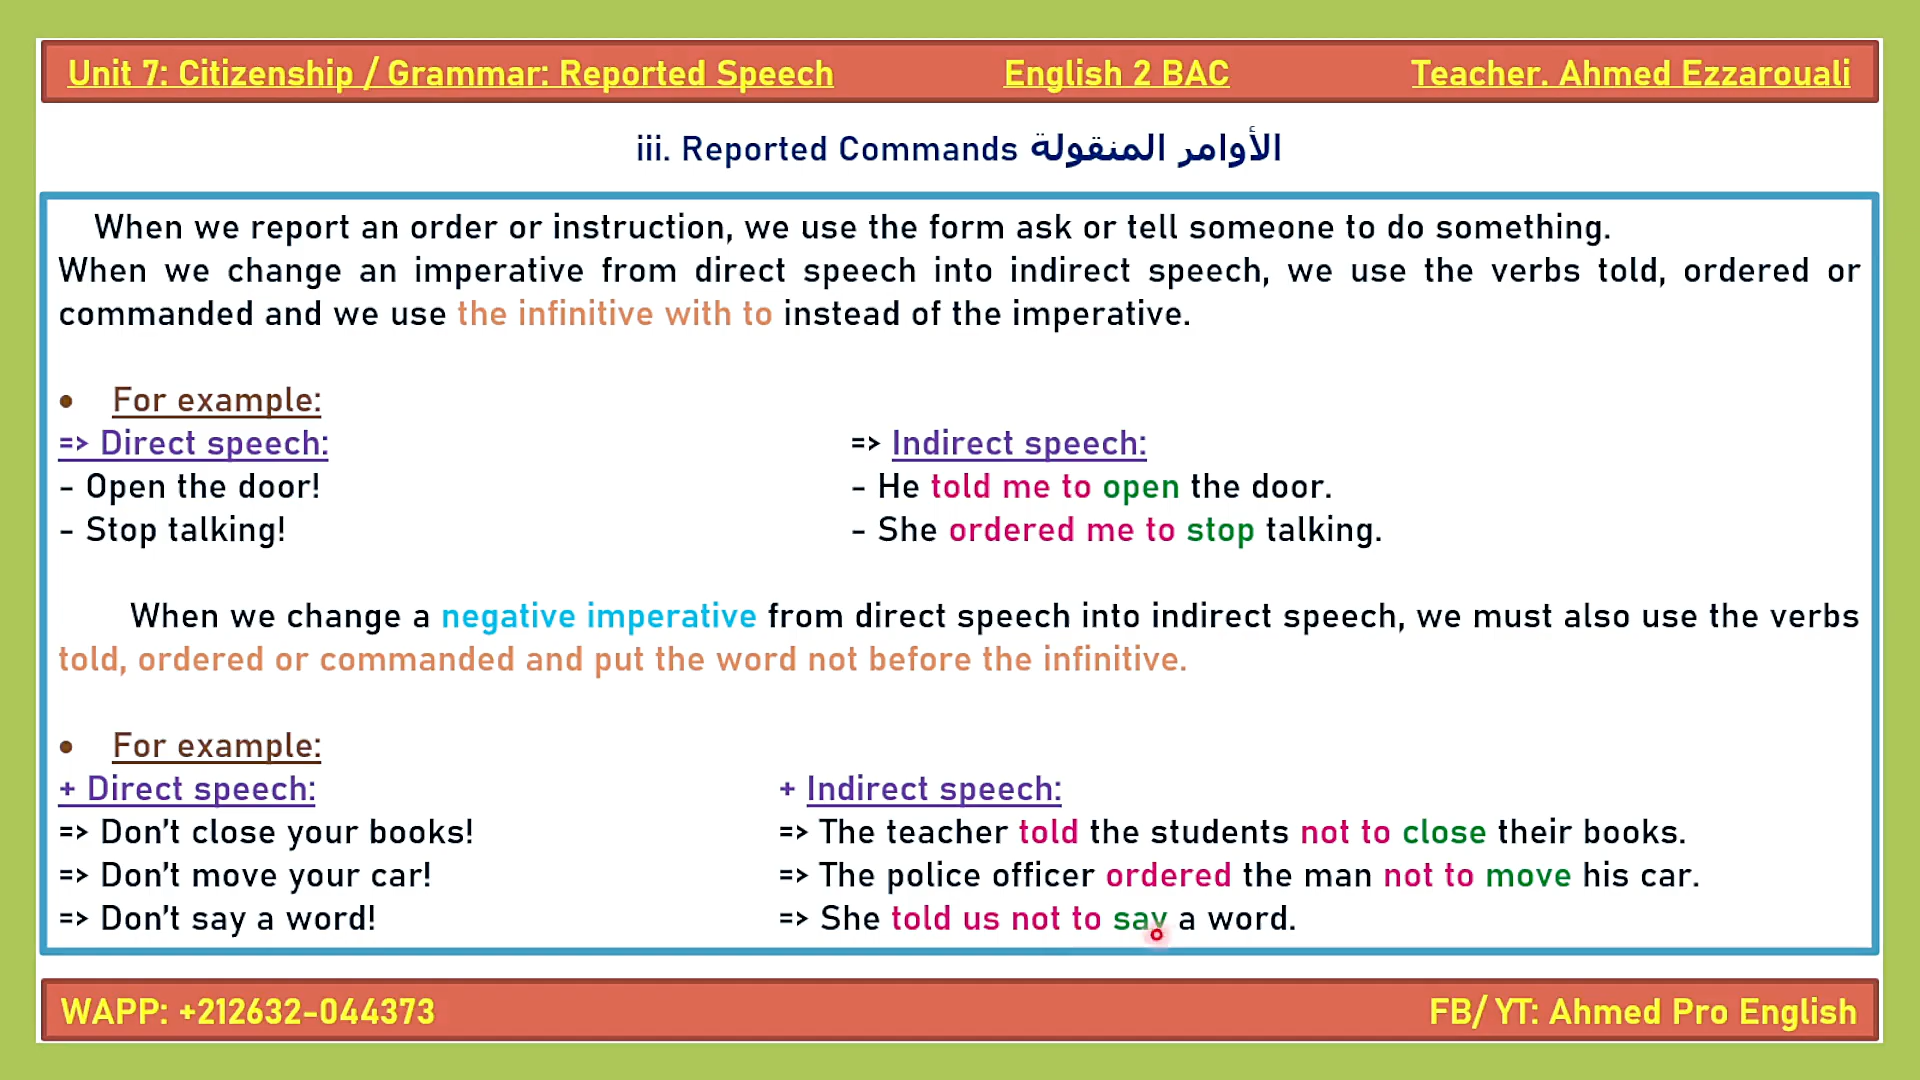 Unit 7: Citizenship / Grammar: Reported Speech English 2 BAC Teacher. Ahmed Ezzarouali
iii. Reported Commands الأوامر المنقولة
When we report an order or instruction, we use the form ask or tell someone to do something.
When we change an imperative from direct speech into indirect speech, we use the verbs told, ordered or
commanded and we use the infinitive with to instead of the imperative.
• For example:
=> Direct speech: => Indirect speech:
- Open the door! - He told me to open the door.
- Stop talking! - She ordered me to stop talking.
When we change a negative imperative from direct speech into indirect speech, we must also use the verbs
told, ordered or commanded and put the word not before the infinitive.
• For example:
+ Direct speech: + Indirect speech:
=> Don't close your books! => The teacher told the students not to close their books.
=> Don't move your car! => The police officer ordered the man not to move his car.
=> Don't say a word! => She told us not to say a word.
WAPP: +212632-044373 FB/ YT: Ahmed Pro English